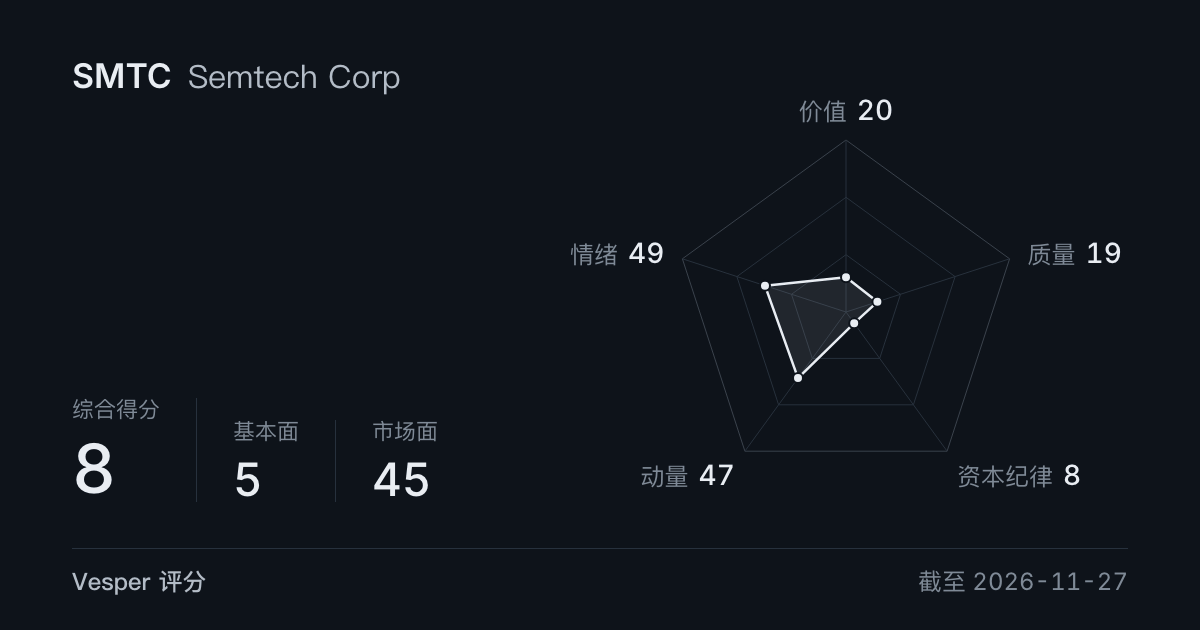 SMTC Semtech Corp
价值 20
情绪 49
质量 19
动量 47
资本纪律 8
综合得分
8
基本面
5
市场面
45
Vesper 评分
截至 2026-11-27